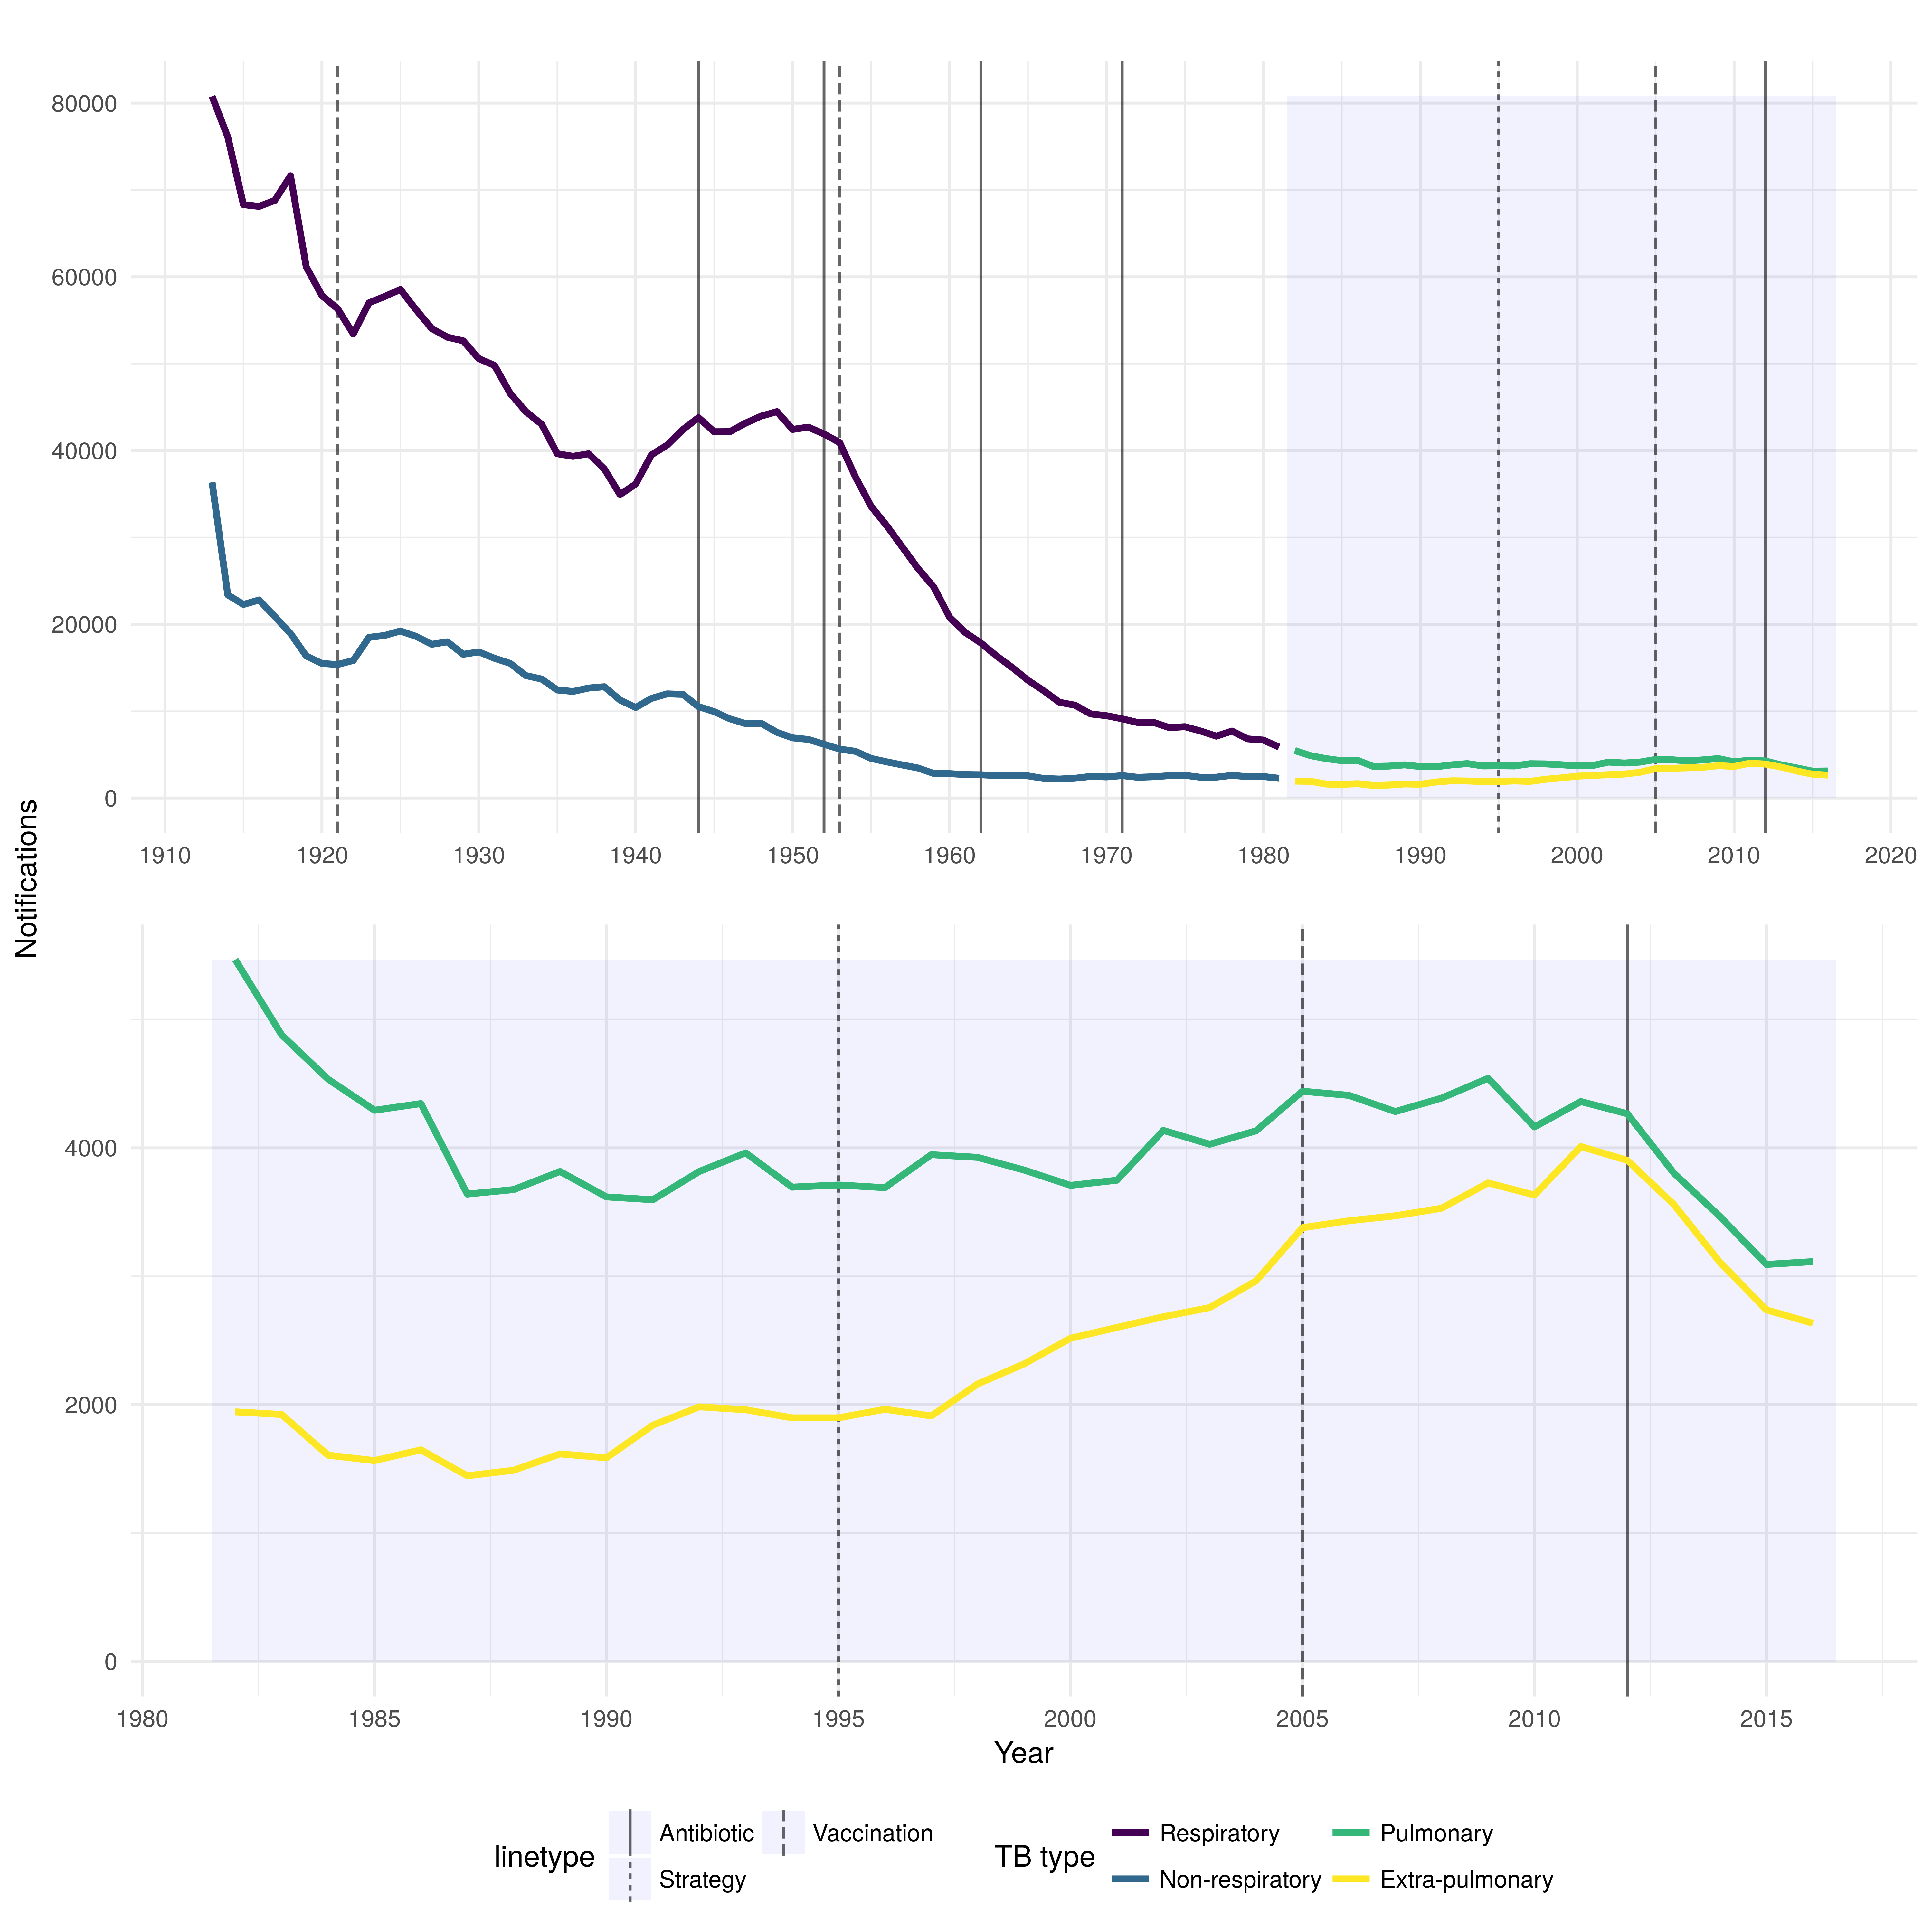 80000
60000
40000
20000
0
1910 1920 1930 1940 1950 1960 1970 1980 1990 2000 2010 2020
Notifications
4000
2000
0
1980 1985 1990 1995 2000 2005 2010 2015
Year
linetype
Antibiotic Vaccination
Strategy
TB type
Respiratory Pulmonary
Non-respiratory Extra-pulmonary